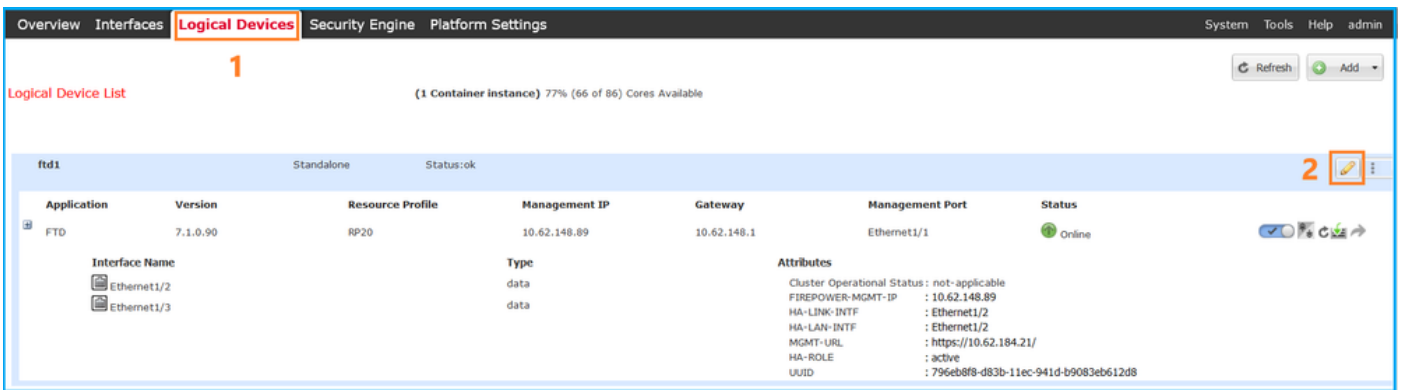 Overview Interfaces Logical Devices Security Engine Platform Settings System Tools Help admin
1
Refresh Add
Logical Device List (1 Container instance) 77% (66 of 86) Cores Available
ftd1 Standalone Status:ok 2
Application Version Resource Profile Management IP Gateway Management Port Status
FTD 7.1.0.90 RP20 10.62.148.89 10.62.148.1 Ethernet1/1 Online
Interface Name Type Attributes
Ethernet1/2 data Cluster Operational Status : not-applicable
Ethernet1/3 data FIREPOWER-MGMT-IP : 10.62.148.89
HA-LINK-INTF : Ethernet1/2
HA-LAN-INTF : Ethernet1/2
MGMT-URL : https://10.62.184.21/
HA-ROLE : active
UUID : 796eb8f8-d83b-11ec-941d-b9083eb612d8